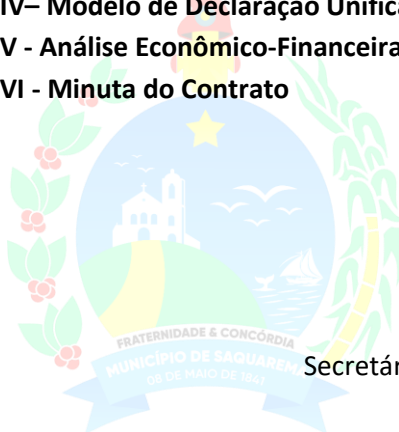 IV– Modelo de Declaração Unifica
V - Análise Econômico-Financeira
VI - Minuta do Contrato
FRATERNIDADE & CONCÓRDIA
MUNICÍPIO DE SAQUAREMA
08 DE MAIO DE 1841
Secretár